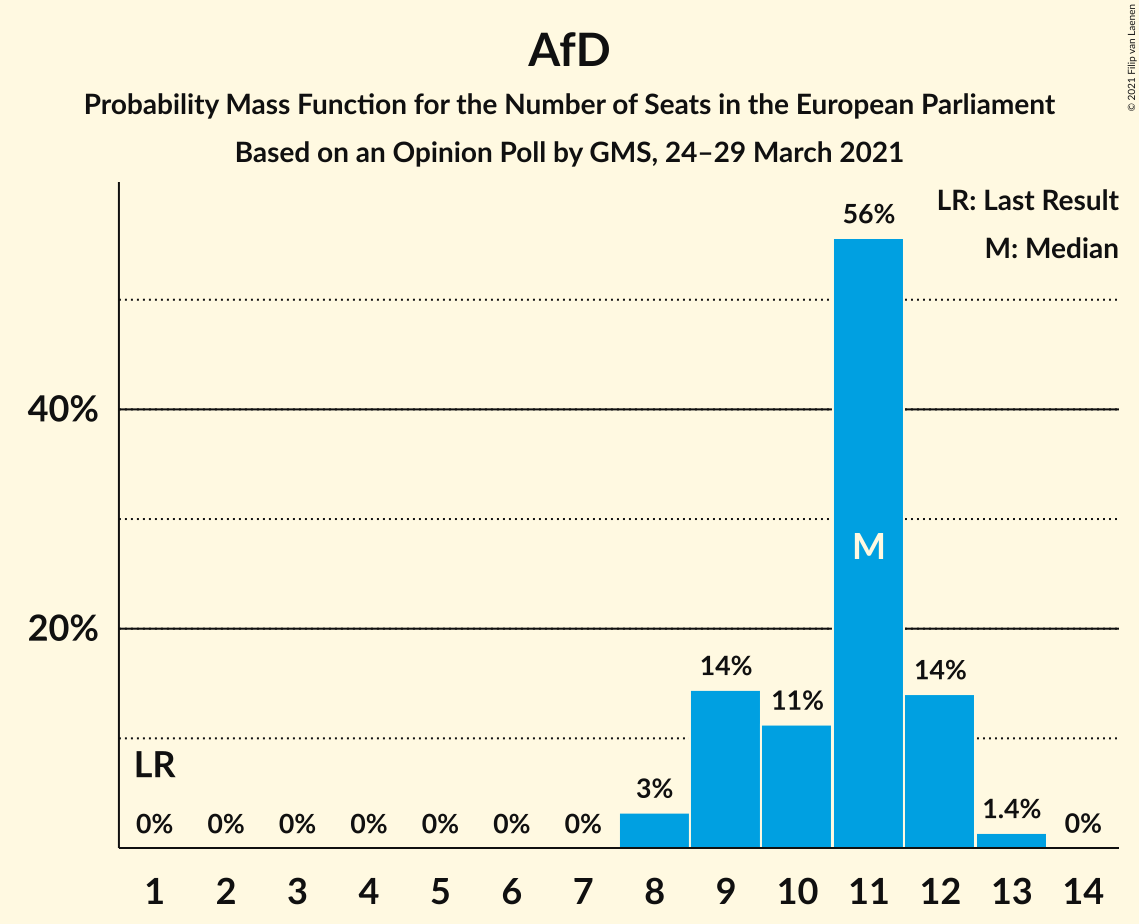 AfD
Probability Mass Function for the Number of Seats in the European Parliament
Based on an Opinion Poll by GMS, 24–29 March 2021
© 2021 Filip van Laenen
LR: Last Result
M: Median
56%
40%
M
20%
14%
11%
14%
LR
3%
1.4%
0% 0% 0% 0% 0% 0% 0% 0%
1 2 3 4 5 6 7 8 9 10 11 12 13 14